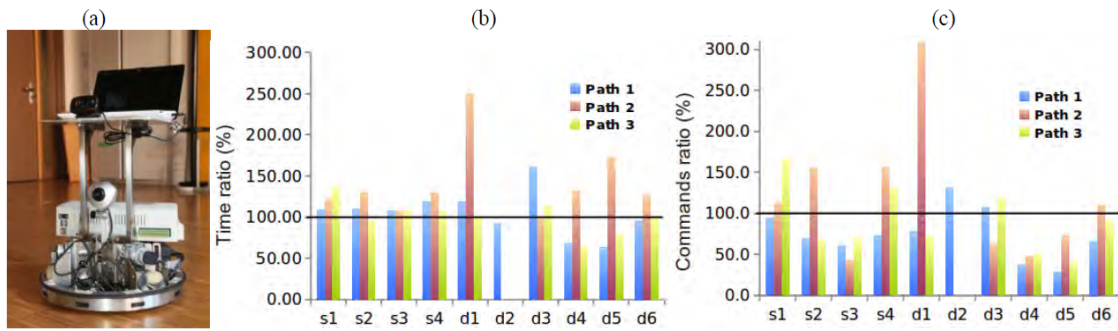 (a)
(b)
(c)
Time ratio (%)
300.00
250.00
200.00
150.00
100.00
50.00
0.00
Path 1
Path 2
Path 3
s1 s2 s3 s4 d1 d2 d3 d4 d5 d6
Commands ratio (%)
300.0
250.0
200.0
150.0
100.0
50.0
0.0
Path 1
Path 2
Path 3
s1 s2 s3 s4 d1 d2 d3 d4 d5 d6